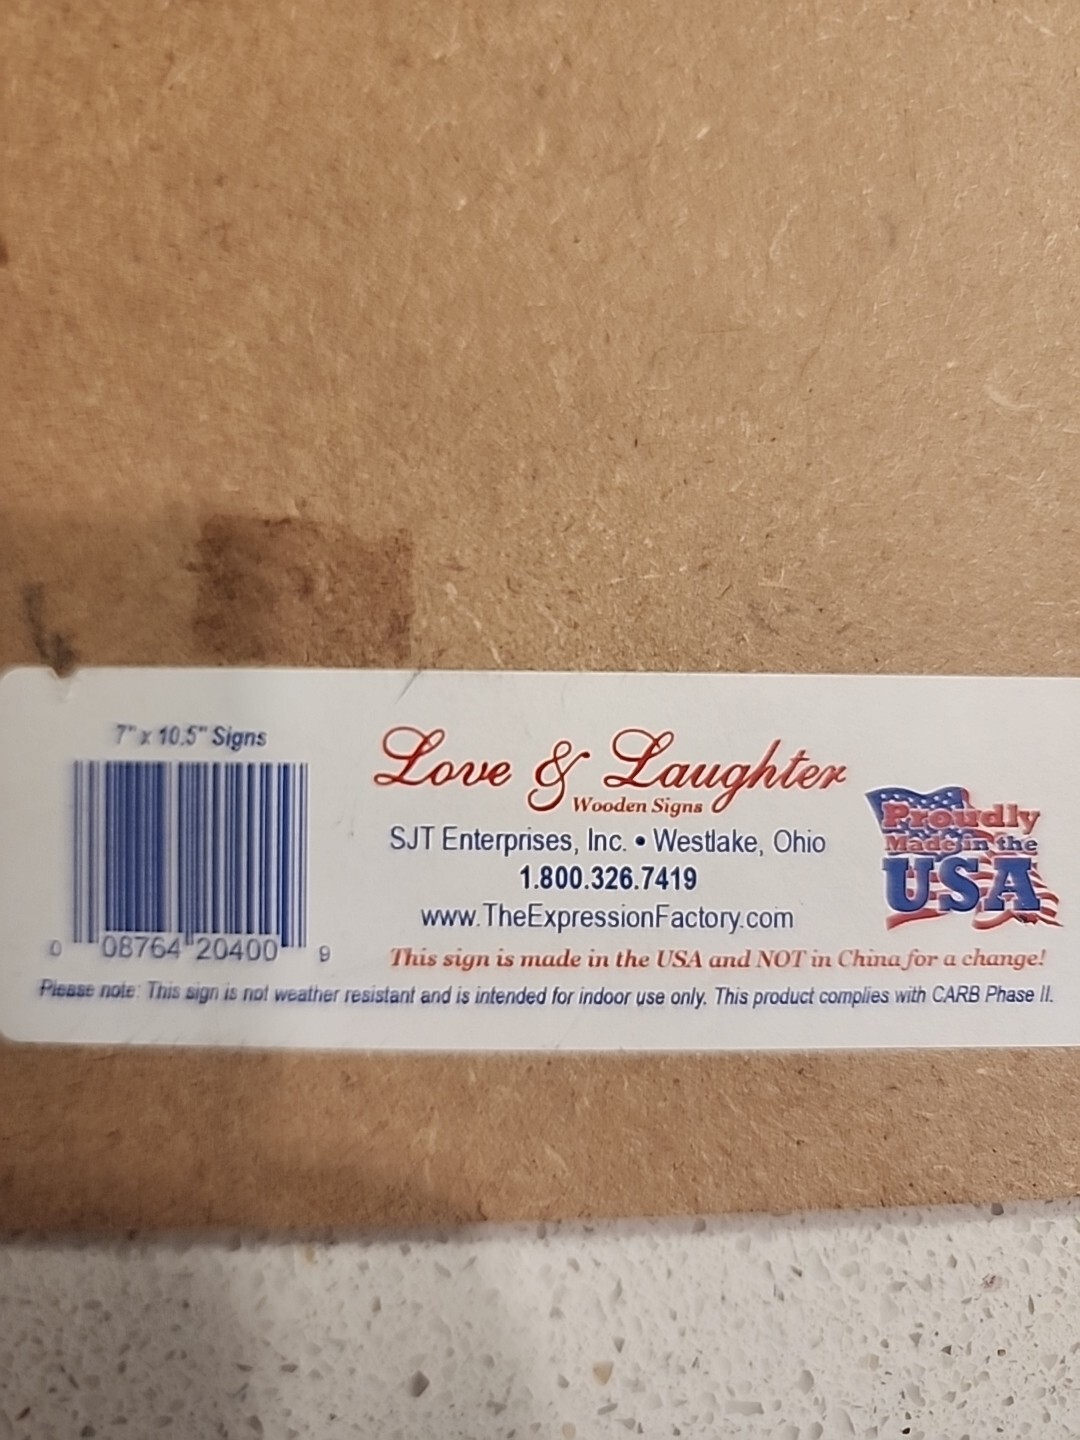 7" x 10.5" Signs
0 08764 20400 9
Love & Laughter
Wooden Signs
SJT Enterprises, Inc. • Westlake, Ohio
1.800.326.7419
www.TheExpressionFactory.com
Proudly
Made in the
USA
This sign is made in the USA and NOT in China for a change!
Please note: This sign is not weather resistant and is intended for indoor use only. This product complies with CARB Phase II.